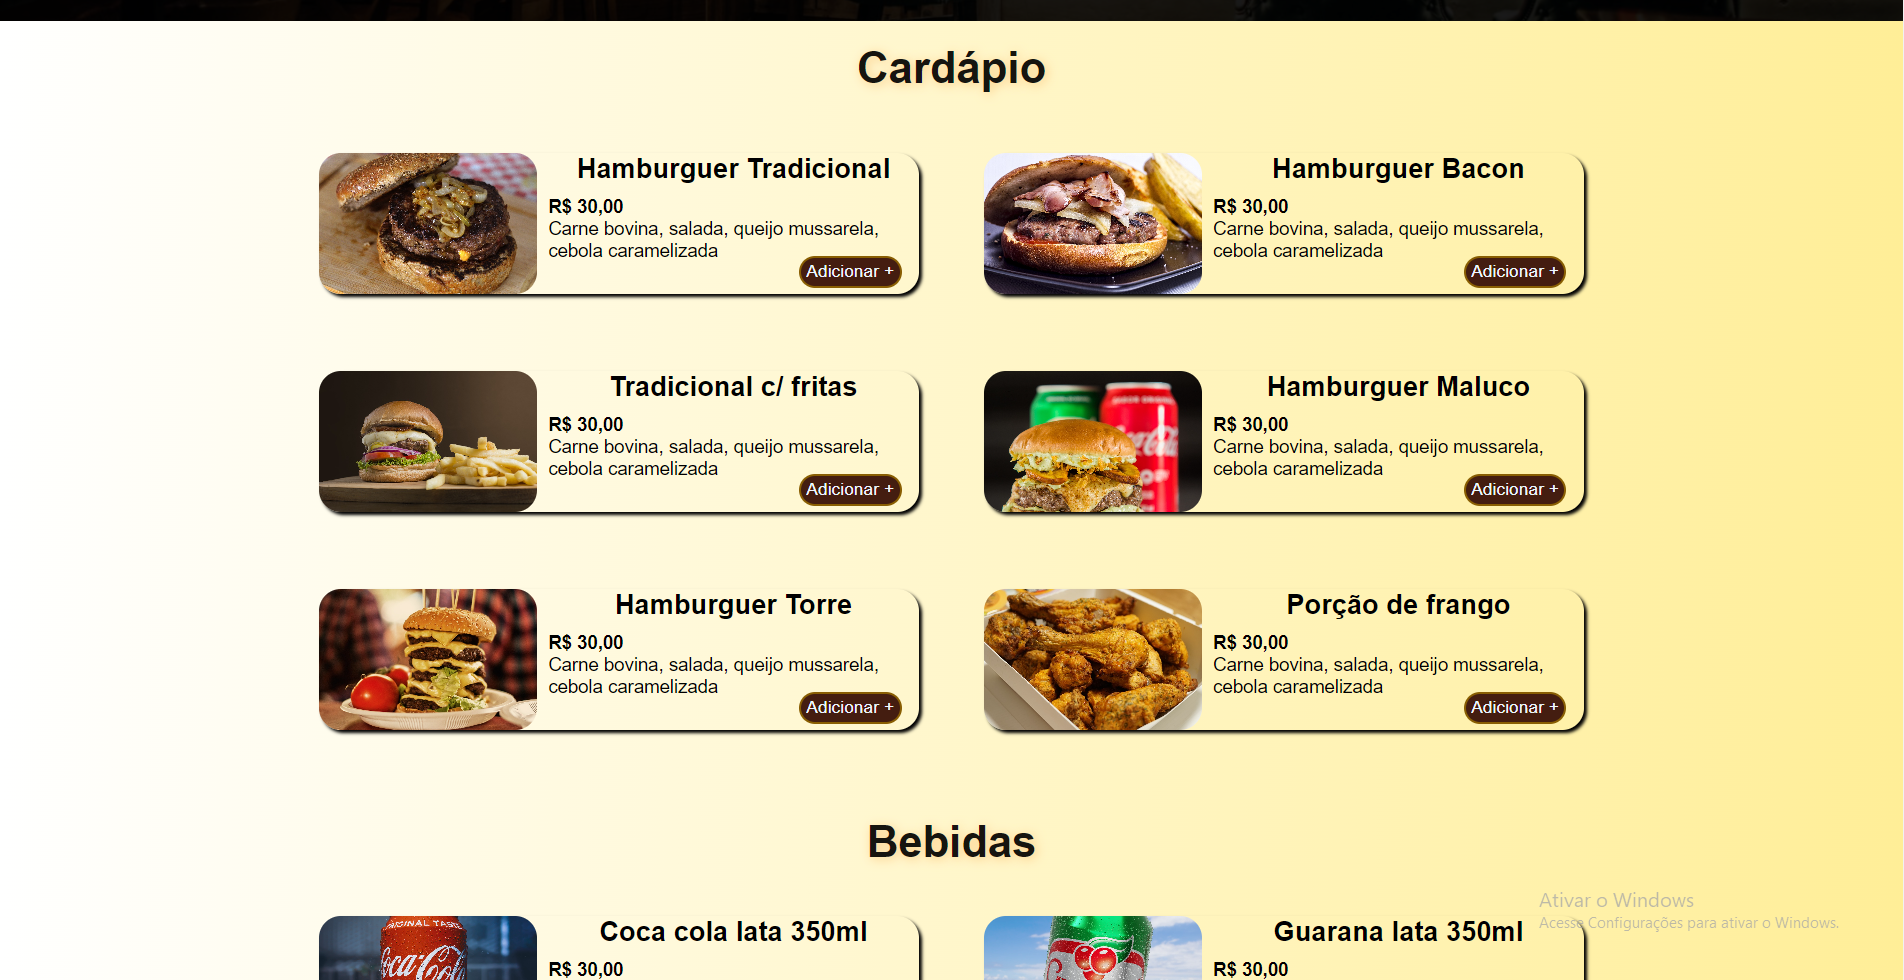 Cardápio
Hamburguer Tradicional
R$ 30,00
Carne bovina, salada, queijo mussarela,
cebola caramelizada
Adicionar +
Hamburguer Bacon
R$ 30,00
Carne bovina, salada, queijo mussarela,
cebola caramelizada
Adicionar +
Tradicional c/ fritas
R$ 30,00
Carne bovina, salada, queijo mussarela,
cebola caramelizada
Adicionar +
Hamburguer Maluco
R$ 30,00
Carne bovina, salada, queijo mussarela,
cebola caramelizada
Adicionar +
Hamburguer Torre
R$ 30,00
Carne bovina, salada, queijo mussarela,
cebola caramelizada
Adicionar +
Porção de frango
R$ 30,00
Carne bovina, salada, queijo mussarela,
cebola caramelizada
Adicionar +
Bebidas
ORIGINAL TASTE
Coca-Cola
Coca cola lata 350ml
R$ 30,00
Guarana lata 350ml
R$ 30,00
Ativar o Windows
Acesse Configurações para ativar o Windows.